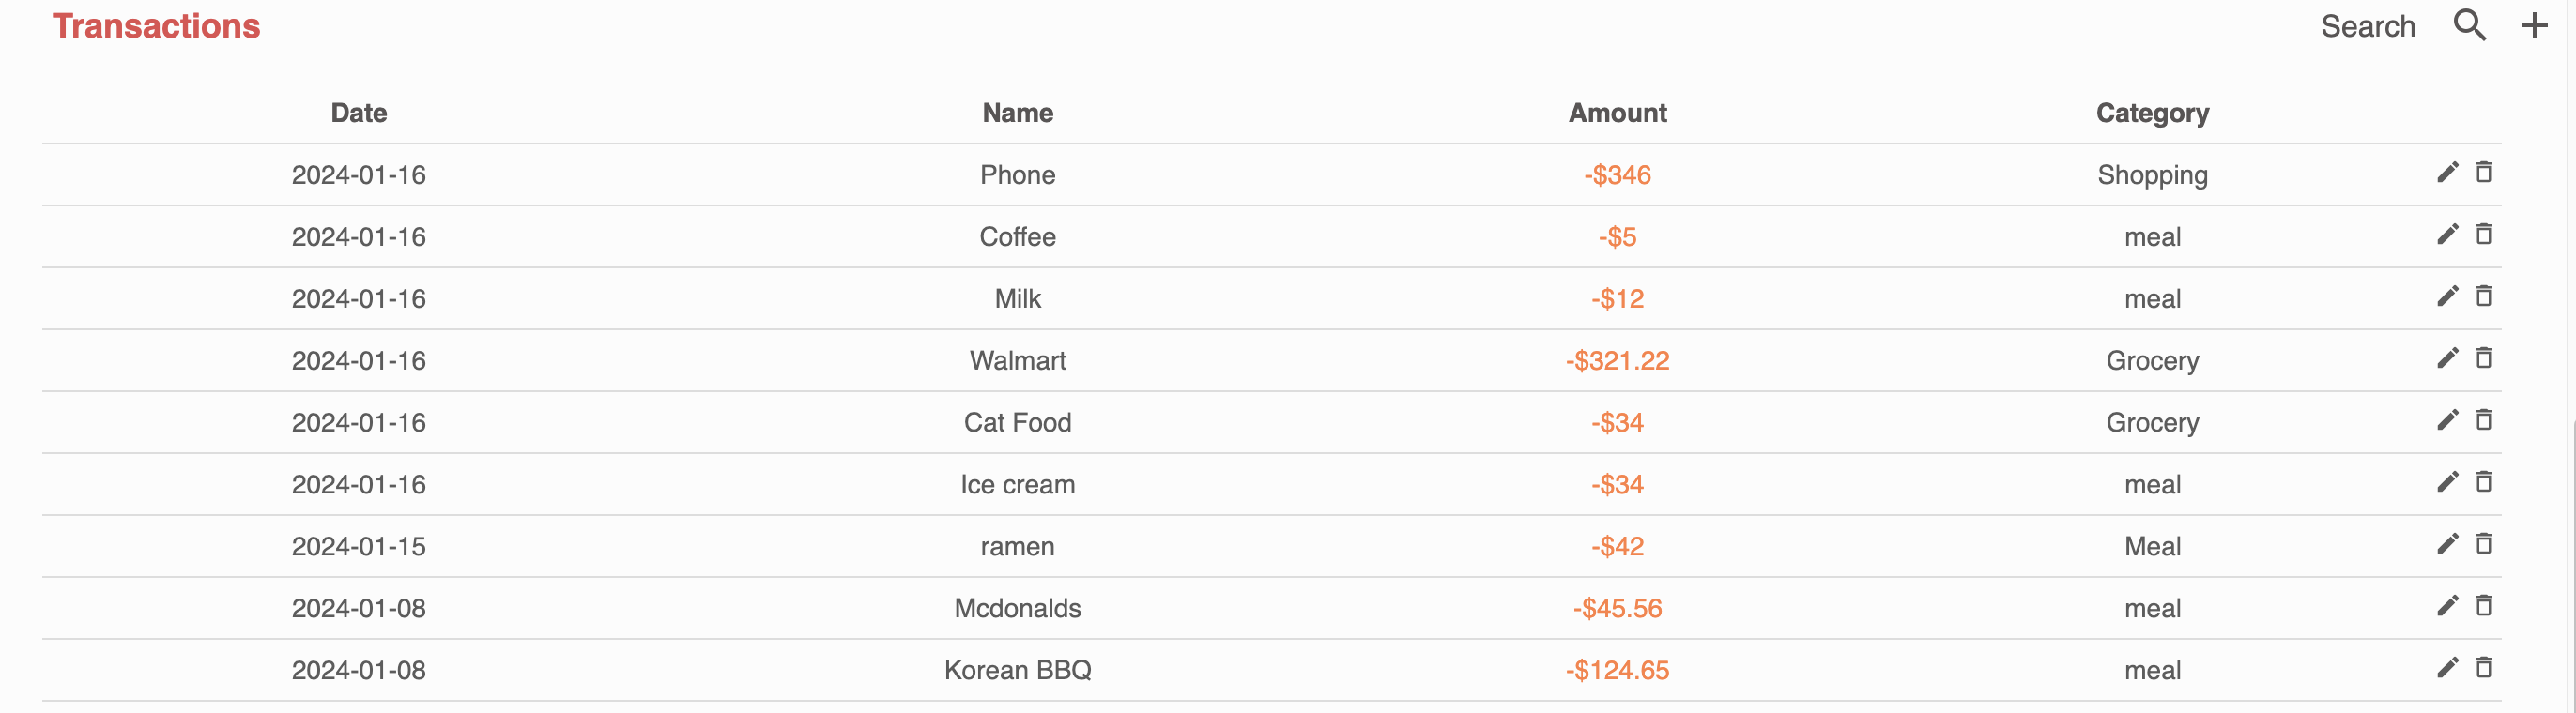 Transactions Search
Date Name Amount Category
2024-01-16 Phone -$346 Shopping
2024-01-16 Coffee -$5 meal
2024-01-16 Milk -$12 meal
2024-01-16 Walmart -$321.22 Grocery
2024-01-16 Cat Food -$34 Grocery
2024-01-16 Ice cream -$34 meal
2024-01-15 ramen -$42 Meal
2024-01-08 Mcdonalds -$45.56 meal
2024-01-08 Korean BBQ -$124.65 meal